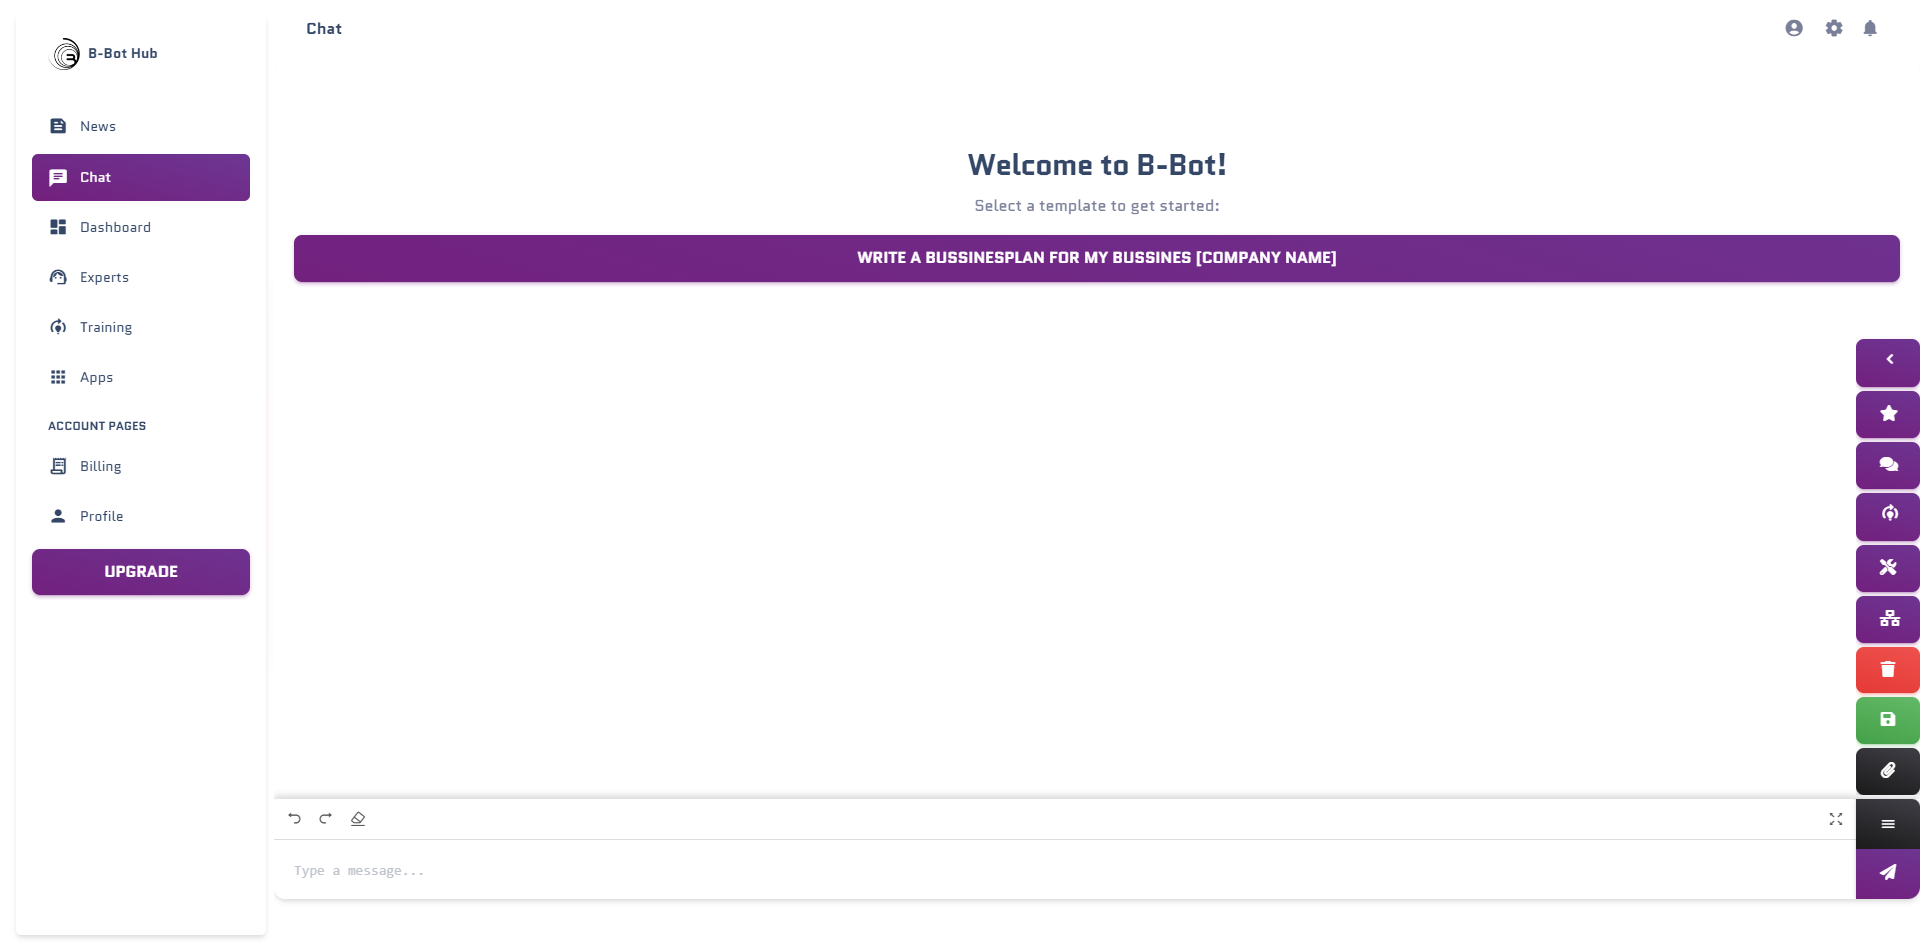 B-Bot Hub
News
Chat
Dashboard
Experts
Training
Apps
ACCOUNT PAGES
Billing
Profile
UPGRADE
Chat
Welcome to B-Bot!
Select a template to get started:
WRITE A BUSSINESPLAN FOR MY BUSSINES [COMPANY NAME]
Type a message...